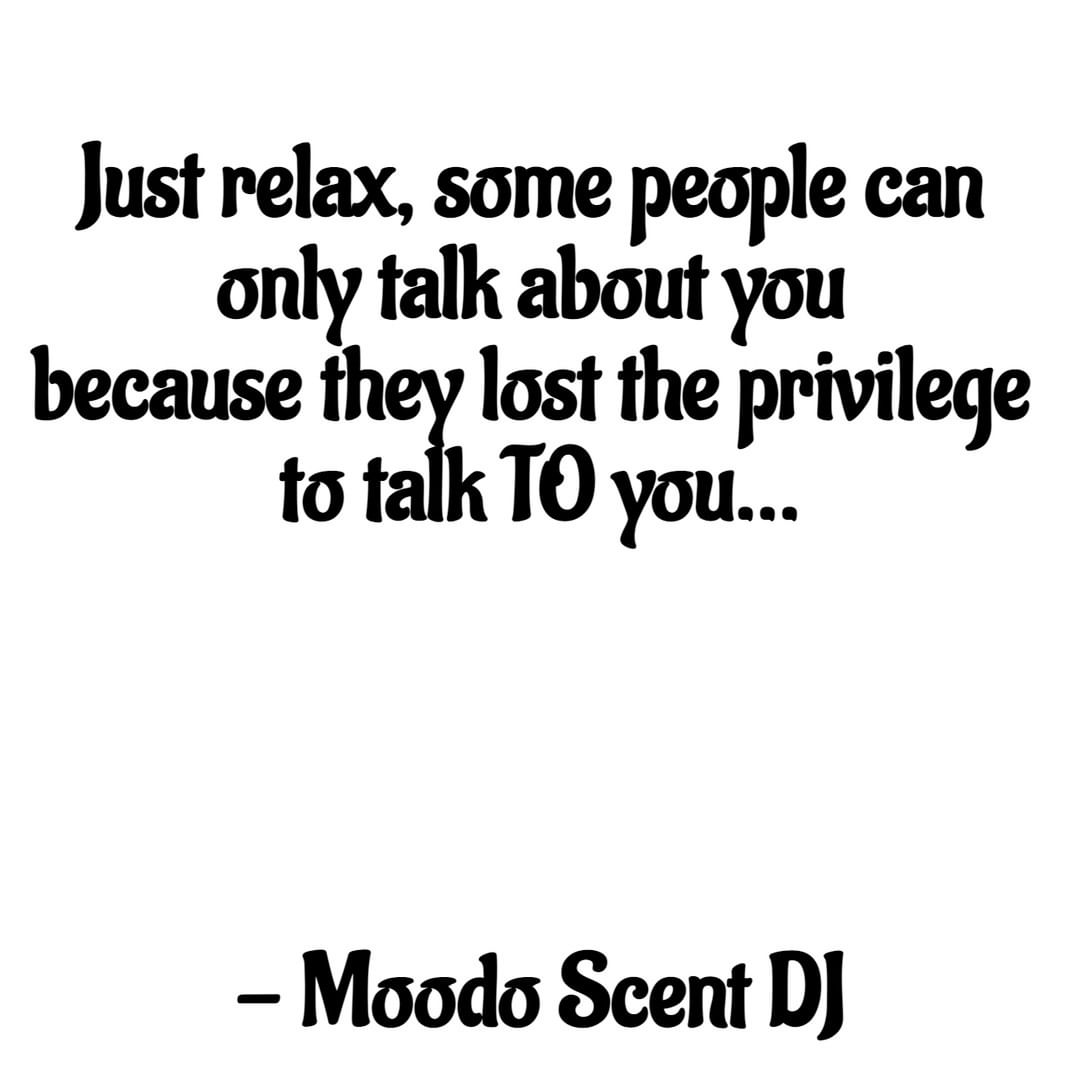 Just relax, some people can
only talk about you
because they lost the privilege
to talk TO you...
– Moodo Scent DJ